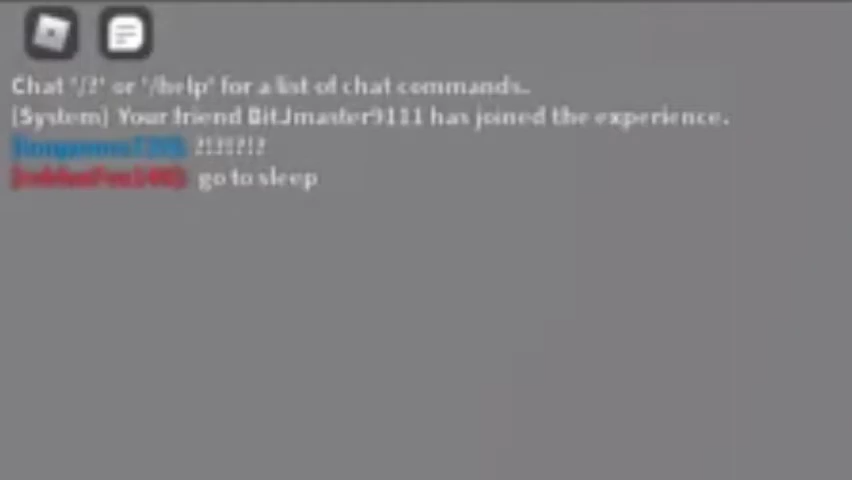 Chat '/?' or '/help' for a list of chat commands.
[System] Your friend BitJmaster9111 has joined the experience.
?!?!?!?
go to sleep